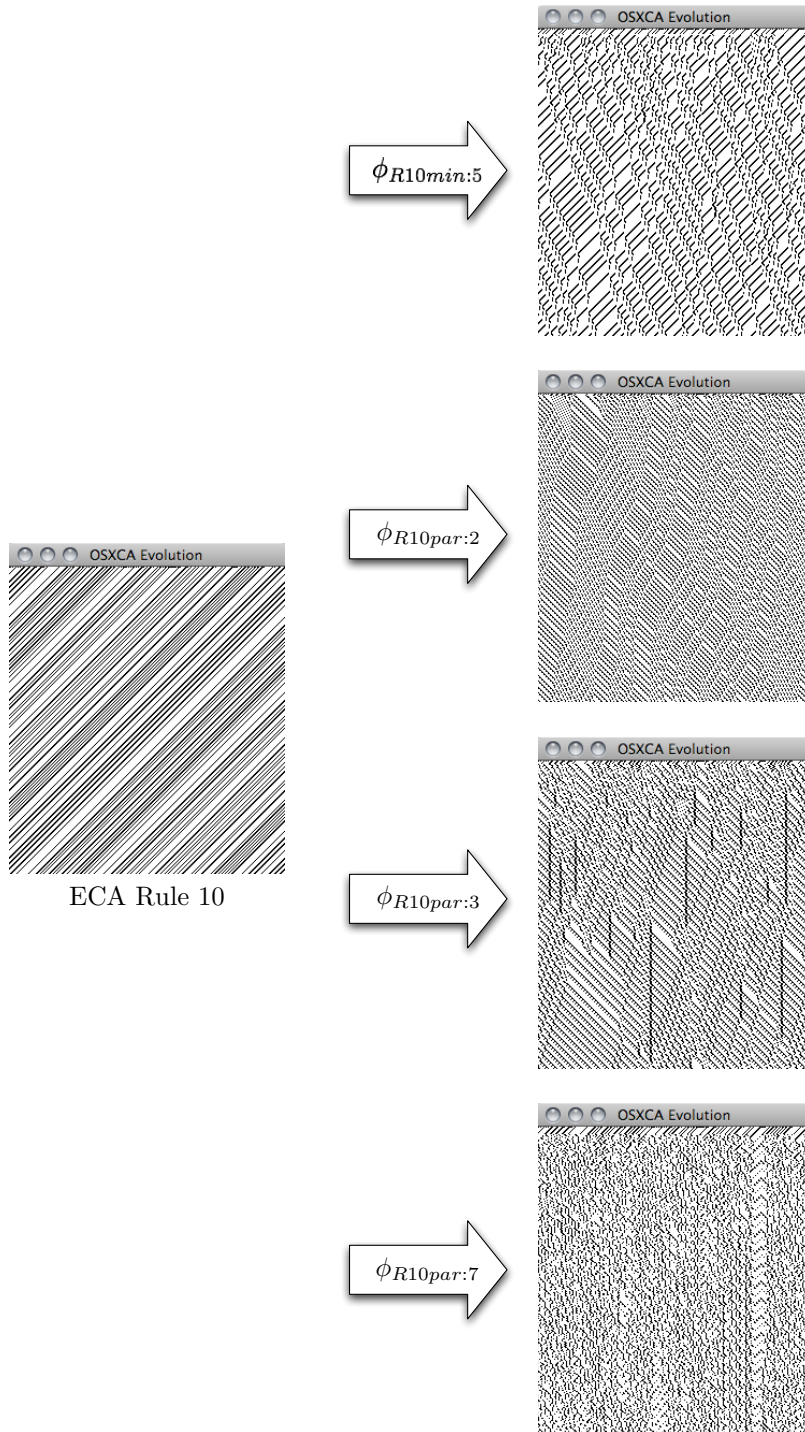 OSXCA Evolution
ϕR10min:5
OSXCA Evolution
ϕR10par:2
OSXCA Evolution
ECA Rule 10
OSXCA Evolution
ϕR10par:3
OSXCA Evolution
ϕR10par:7